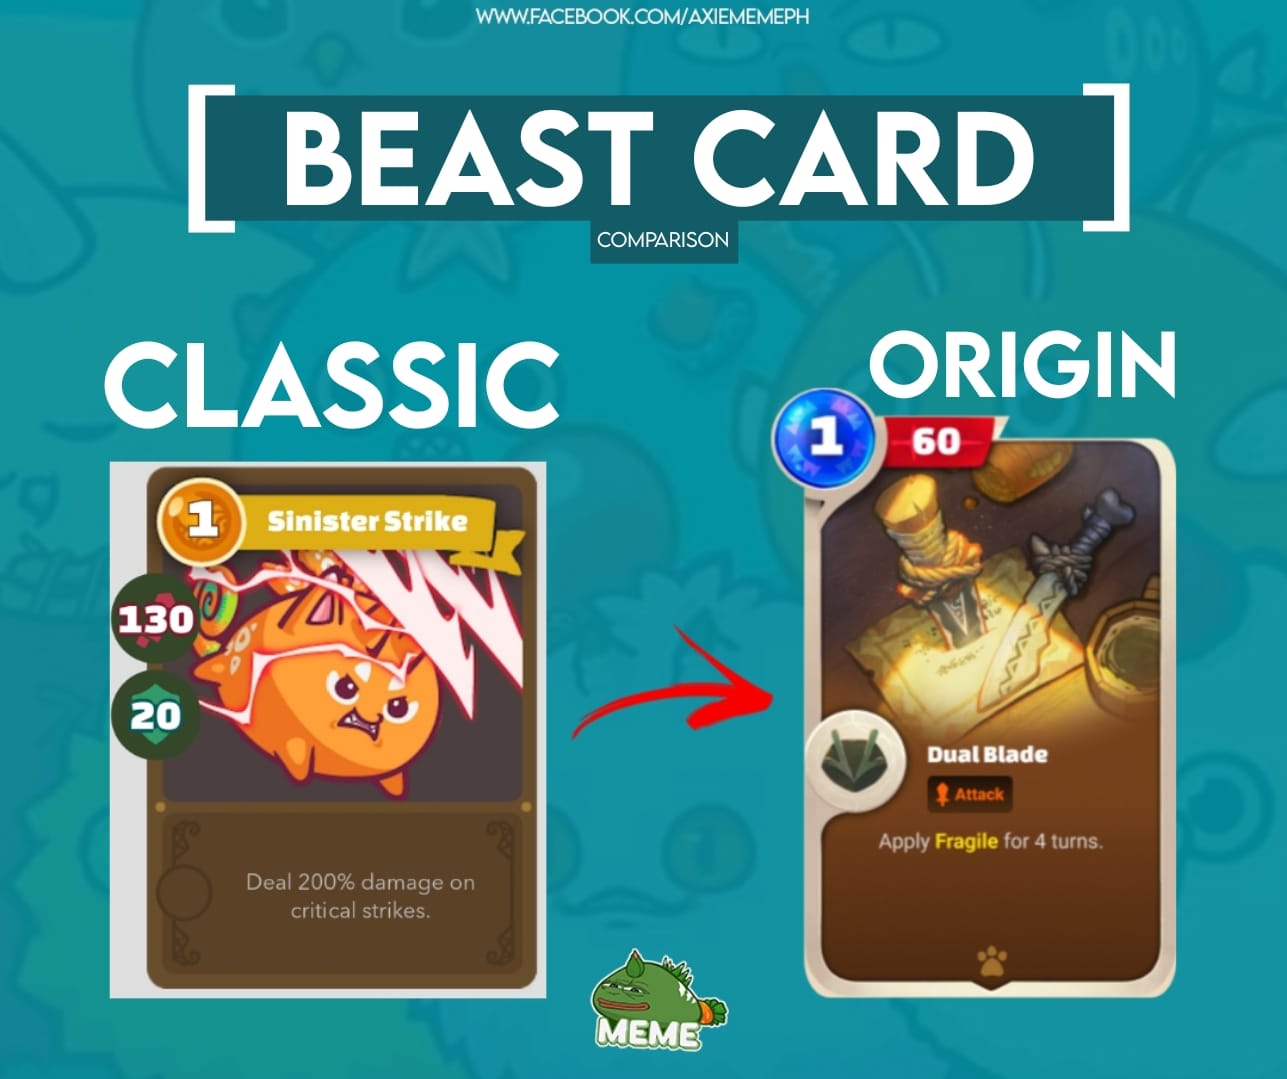 WWW.FACEBOOK.COM/AXIEMEMEPH
BEAST CARD
COMPARISON
CLASSIC
ORIGIN
1
Sinister Strike
130
20
Deal 200% damage on
critical strikes.
1
60
Dual Blade
Attack
Apply Fragile for 4 turns.
MEME